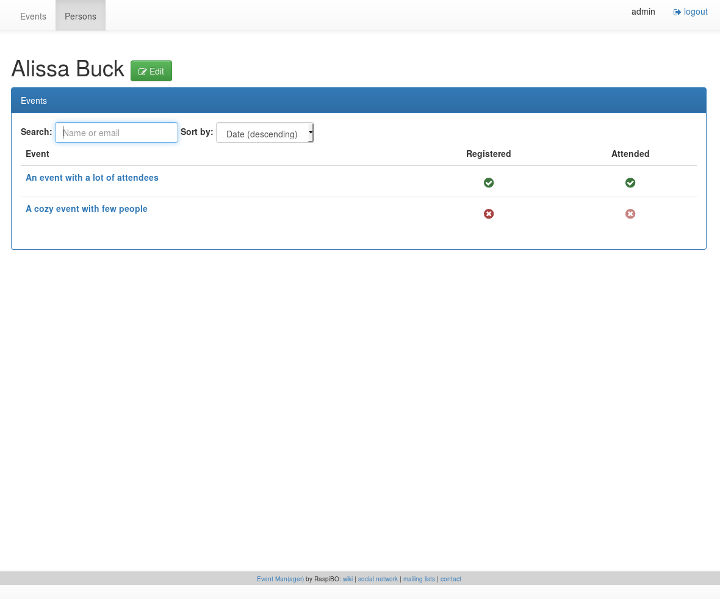 Events Persons admin logout
Alissa Buck Edit
Events
Search: Name or email Sort by: Date (descending)
Event Registered Attended
An event with a lot of attendees
A cozy event with few people
Event Man(ager) by RaspiBO: wiki | social network | mailing lists | contact